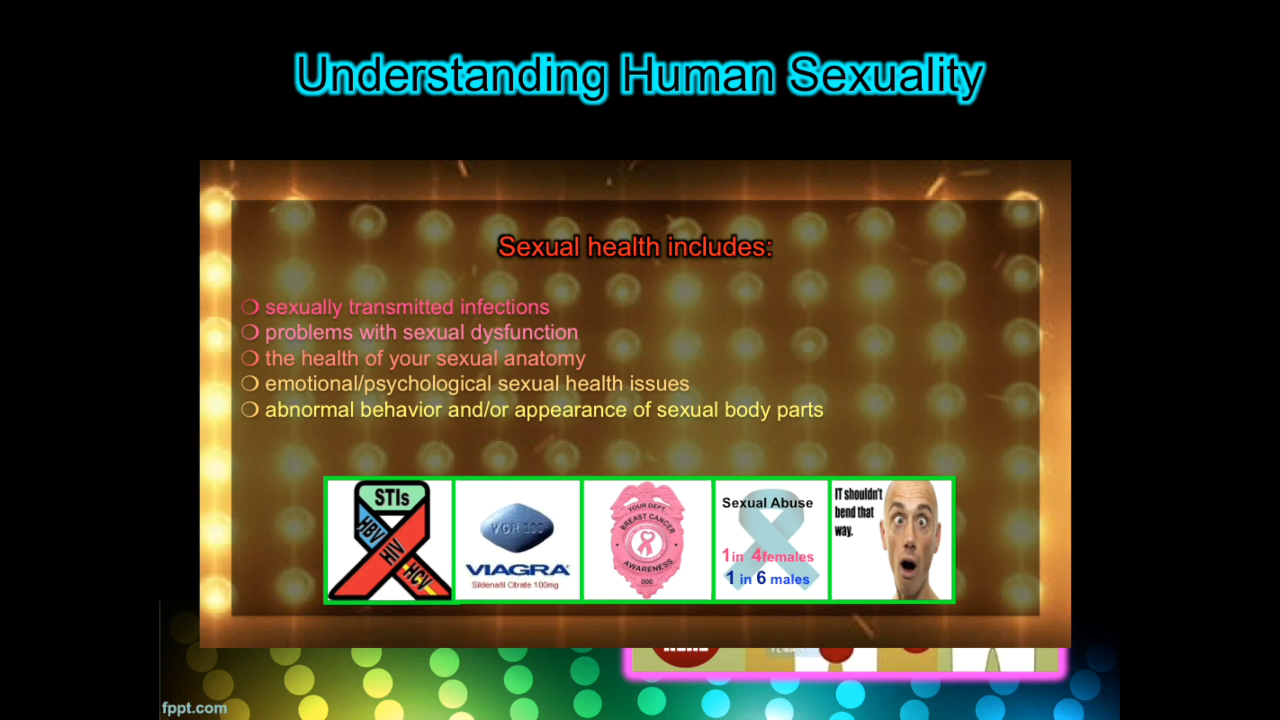 Understanding Human Sexuality
Sexual health includes:
❍ sexually transmitted infections
❍ problems with sexual dysfunction
❍ the health of your sexual anatomy
❍ emotional/psychological sexual health issues
❍ abnormal behavior and/or appearance of sexual body parts
STIs
HBV
HIV
HCV
VGR 100
VIAGRA
Sildenafil Citrate 100mg
YOUR DEPT.
BREAST CANCER
AWARENESS
000
Sexual Abuse
1 in 4 females
1 in 6 males
IT shouldn't
bend that
way.
fppt.com